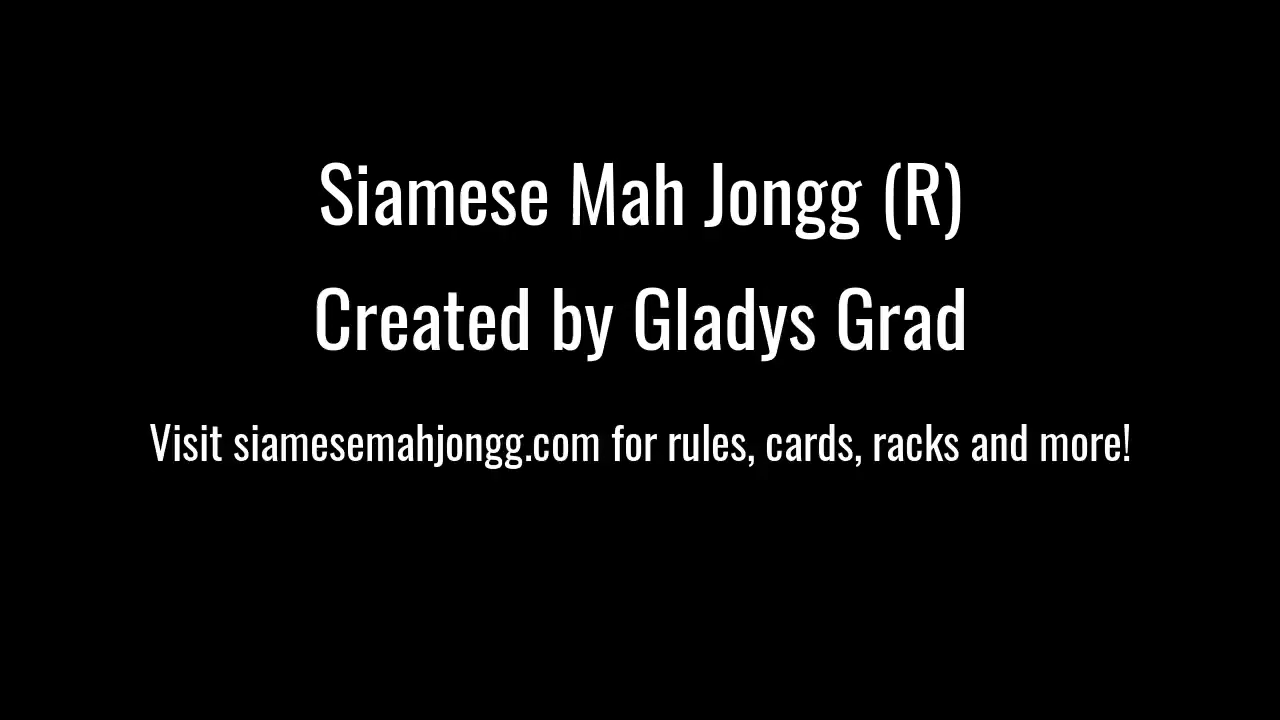 Siamese Mah Jongg (R)
Created by Gladys Grad
Visit siamesemahjongg.com for rules, cards, racks and more!